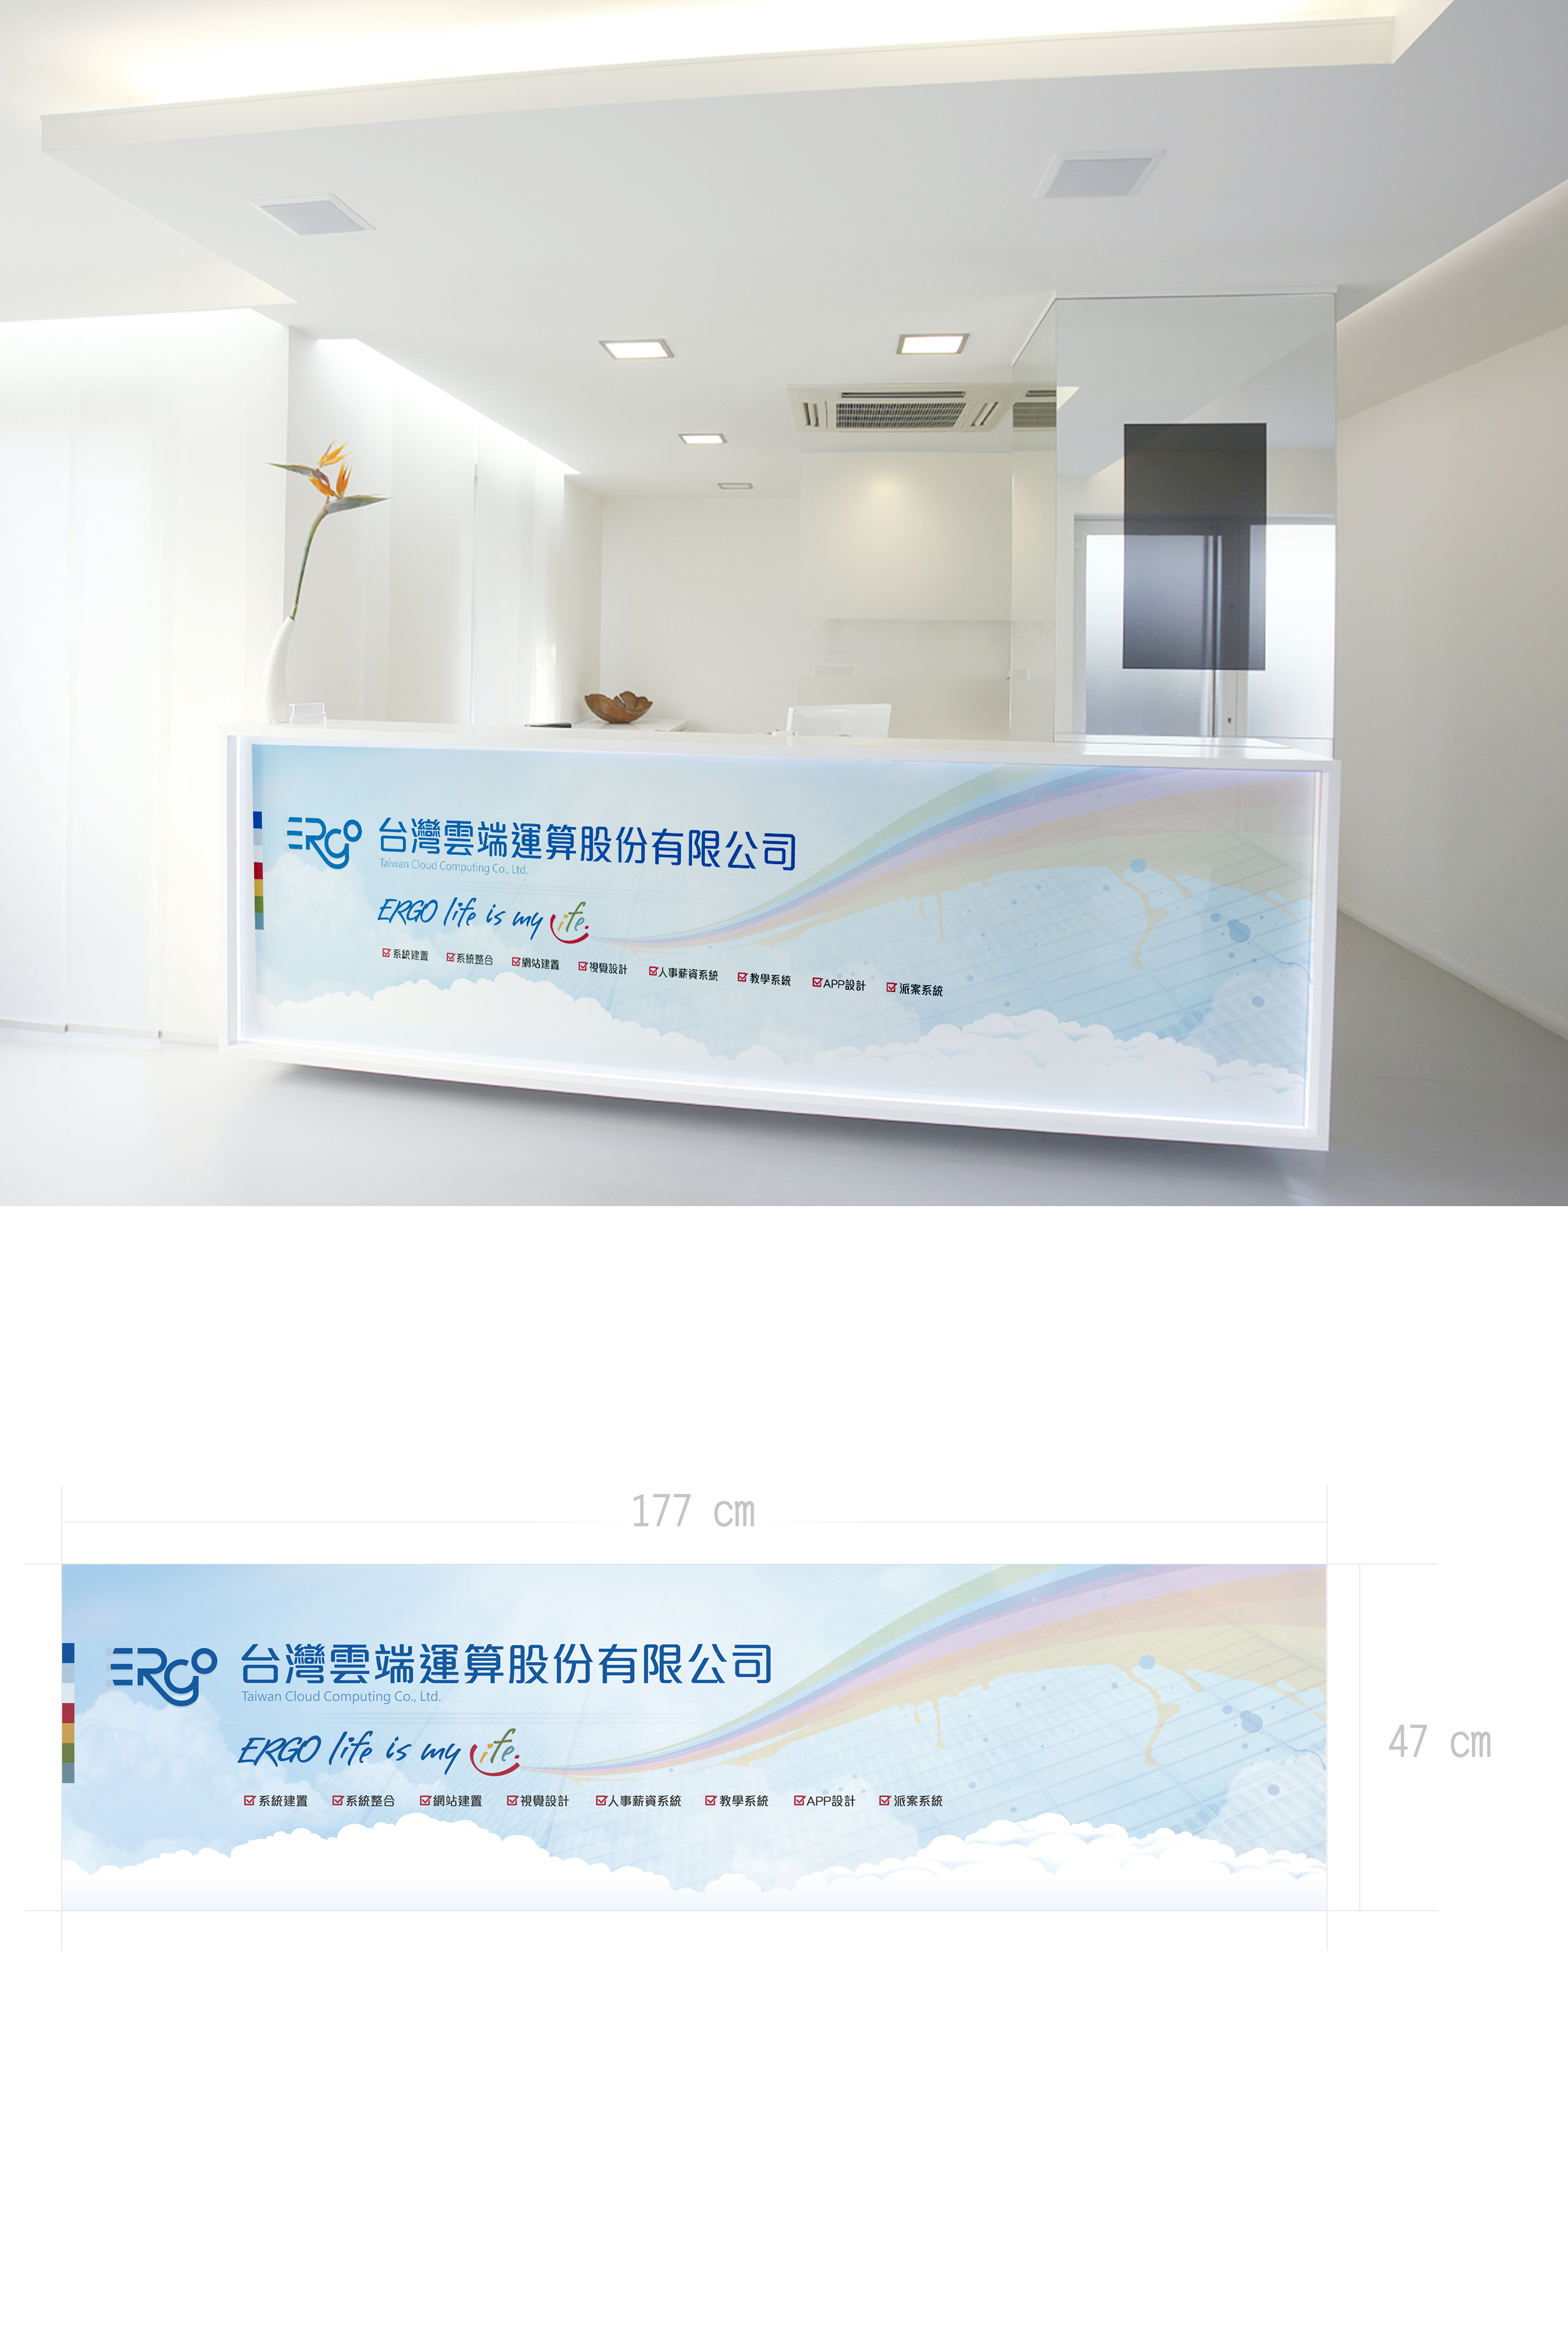 ERGO 台灣雲端運算股份有限公司
Taiwan Cloud Computing Co., Ltd.
ERGO life is my life.
系統建置 系統整合 網站建置 視覺設計 人事薪資系統 教學系統 APP設計 派案系統
177 cm
ERGO 台灣雲端運算股份有限公司
Taiwan Cloud Computing Co., Ltd.
ERGO life is my life.
系統建置 系統整合 網站建置 視覺設計 人事薪資系統 教學系統 APP設計 派案系統
47 cm